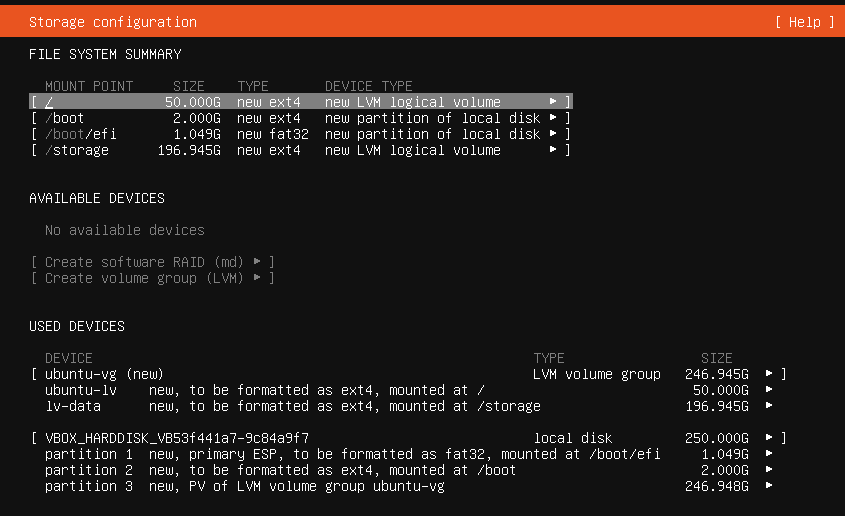 Storage configuration [ Help ]
FILE SYSTEM SUMMARY
MOUNT POINT SIZE TYPE DEVICE TYPE
[ / 50.000G new ext4 new LVM logical volume ▸ ]
[ /boot 2.000G new ext4 new partition of local disk ▸ ]
[ /boot/efi 1.049G new fat32 new partition of local disk ▸ ]
[ /storage 196.945G new ext4 new LVM logical volume ▸ ]
AVAILABLE DEVICES
No available devices
[ Create software RAID (md) ▸ ]
[ Create volume group (LVM) ▸ ]
USED DEVICES
DEVICE TYPE SIZE
[ ubuntu-vg (new) LVM volume group 246.945G ▸ ]
ubuntu-lv new, to be formatted as ext4, mounted at / 50.000G ▸
lv-data new, to be formatted as ext4, mounted at /storage 196.945G ▸
[ VBOX_HARDDISK_VB53f441a7-9c84a9f7 local disk 250.000G ▸ ]
partition 1 new, primary ESP, to be formatted as fat32, mounted at /boot/efi 1.049G ▸
partition 2 new, to be formatted as ext4, mounted at /boot 2.000G ▸
partition 3 new, PV of LVM volume group ubuntu-vg 246.948G ▸